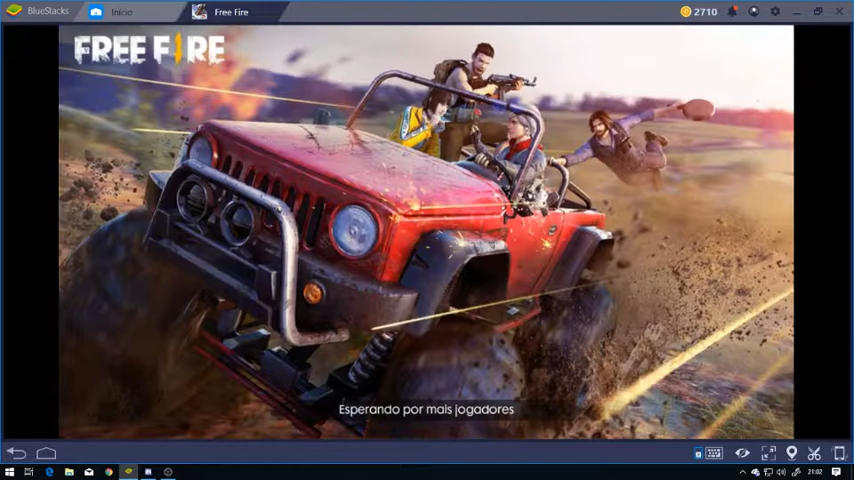 BlueStacks
Início
Free Fire
2710
FREE FIRE
Esperando por mais jogadores
21:02